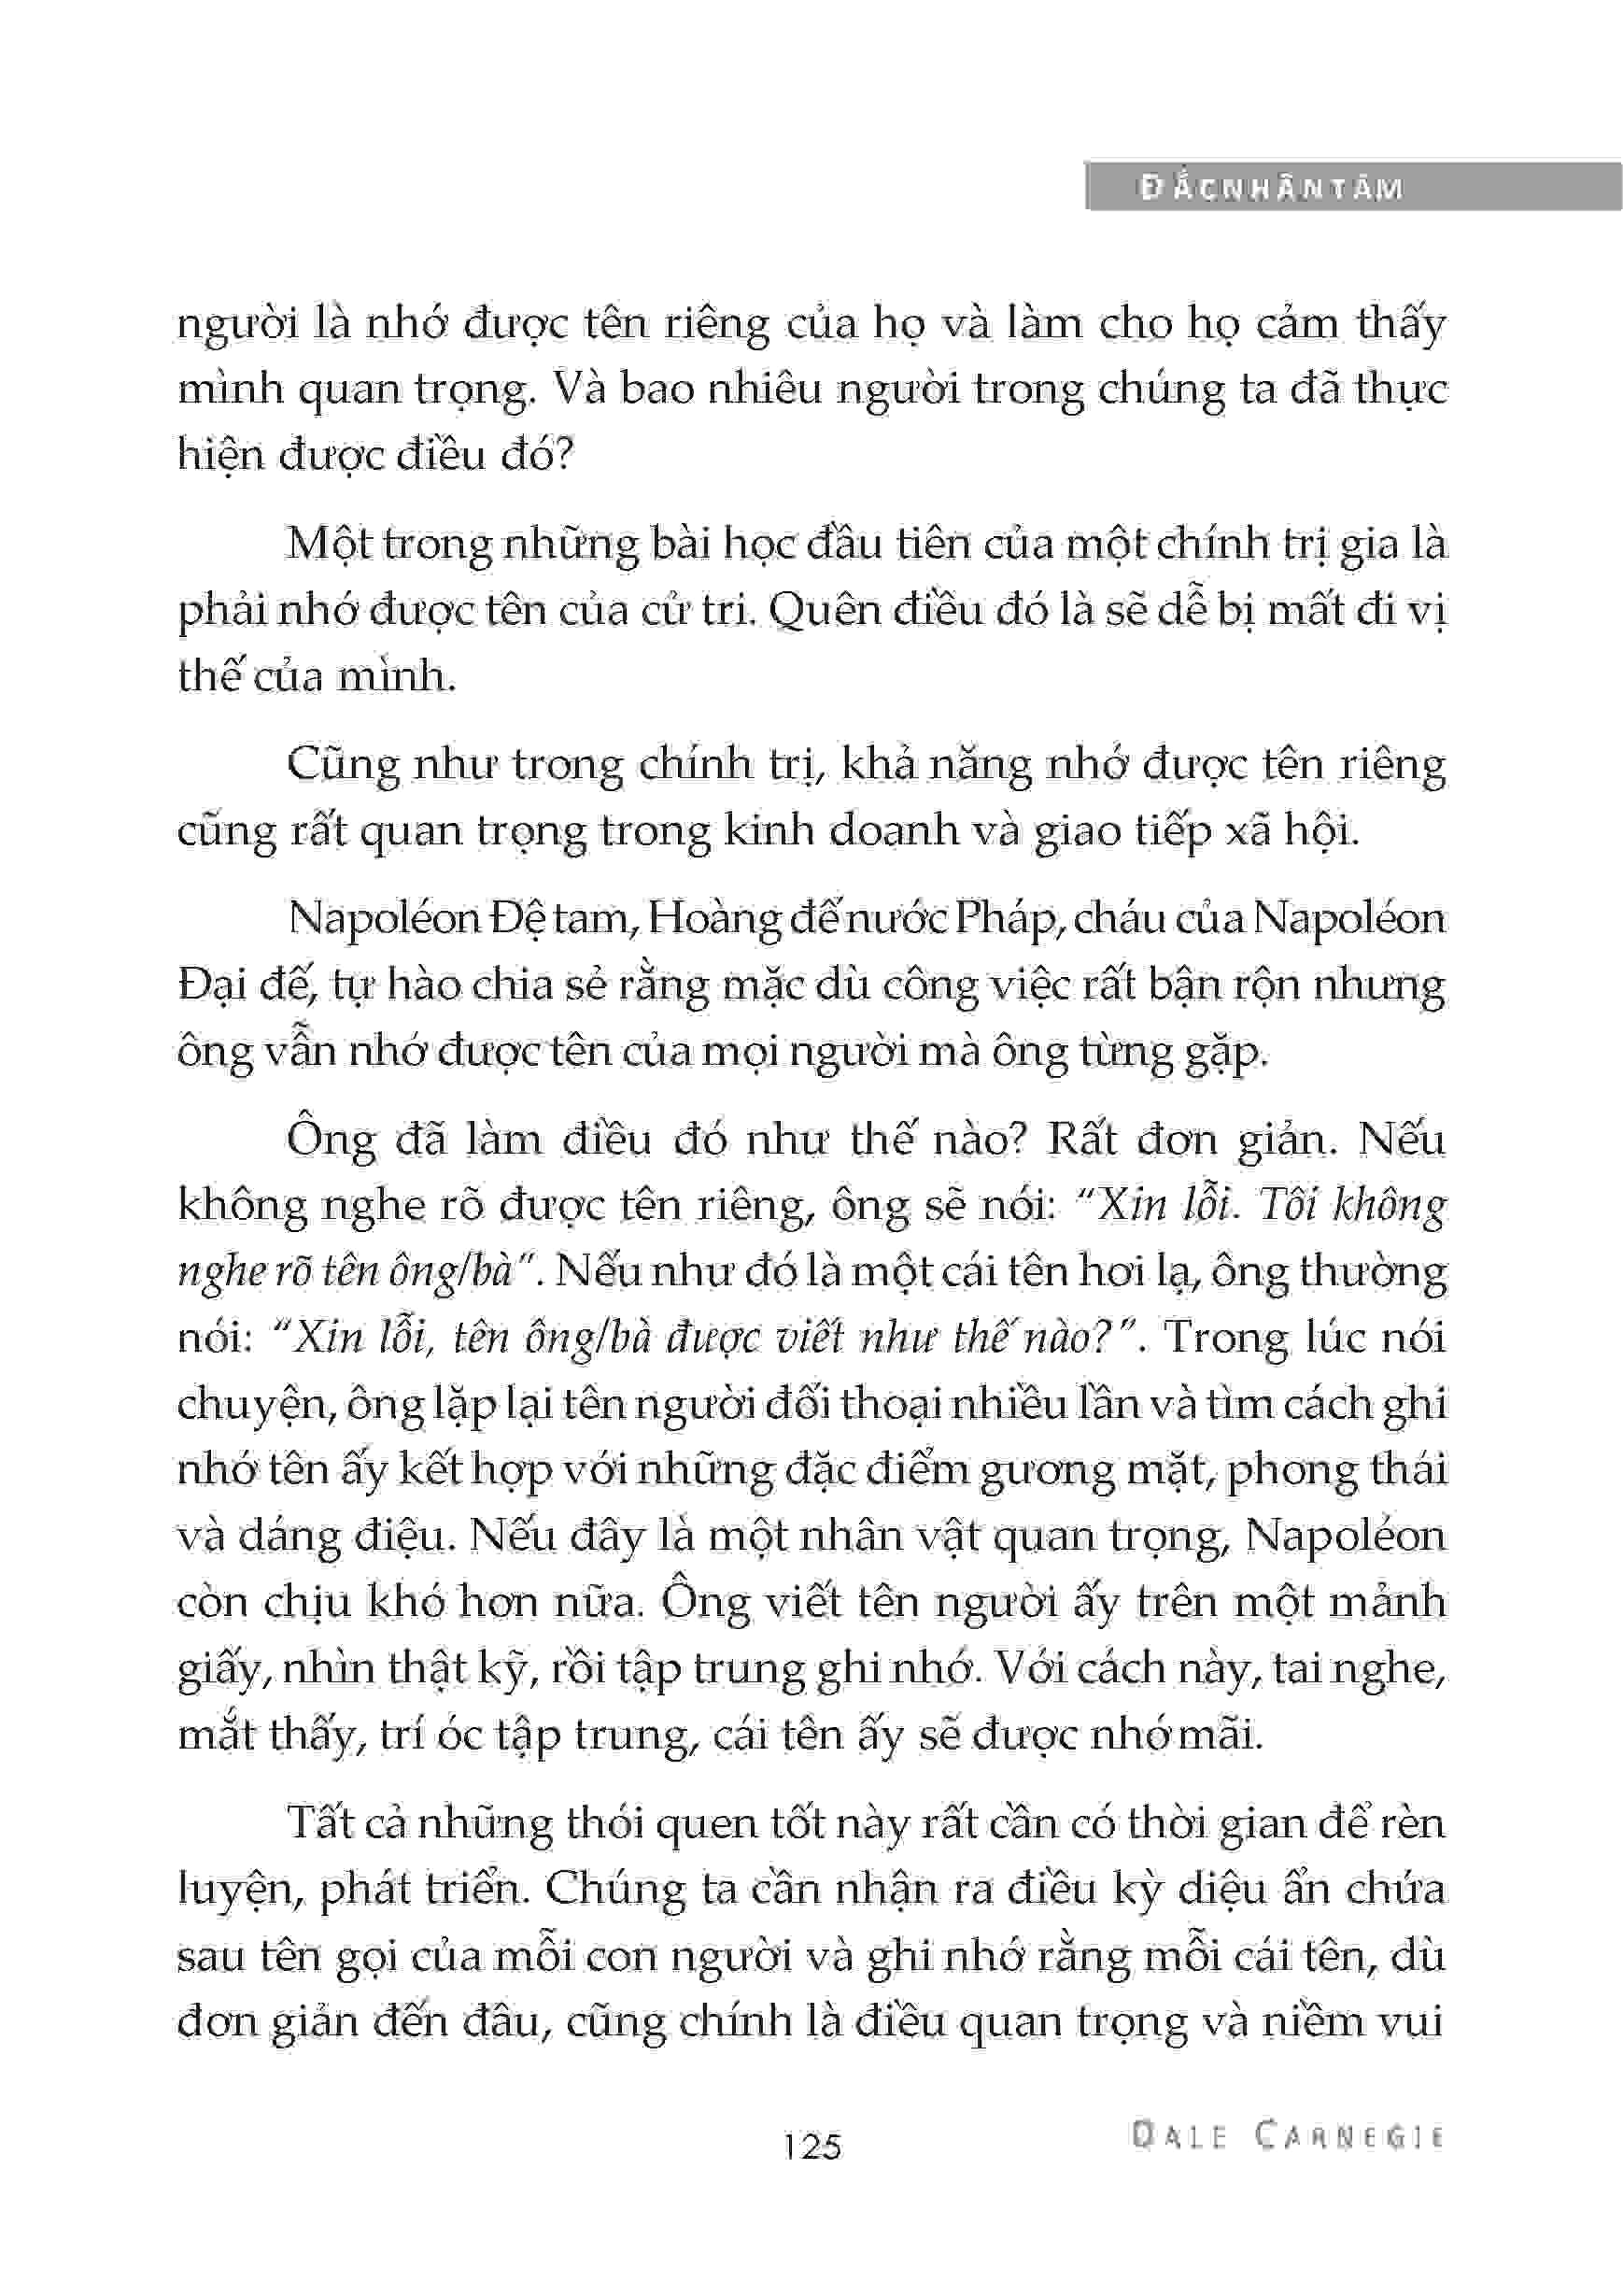 ĐẮCNHÂNTÂM
người là nhớ được tên riêng của họ và làm cho họ cảm thấy
mình quan trọng. Và bao nhiêu người trong chúng ta đã thực
hiện được điều đó?
Một trong những bài học đầu tiên của một chính trị gia là
phải nhớ được tên của cử tri. Quên điều đó là sẽ dễ bị mất đi vị
thế của mình.
Cũng như trong chính trị, khả năng nhớ được tên riêng
cũng rất quan trọng trong kinh doanh và giao tiếp xã hội.
Napoléon Đệ tam, Hoàng đế nước Pháp, cháu của Napoléon
Đại đế, tự hào chia sẻ rằng mặc dù công việc rất bận rộn nhưng
ông vẫn nhớ được tên của mọi người mà ông từng gặp.
Ông đã làm điều đó như thế nào? Rất đơn giản. Nếu
không nghe rõ được tên riêng, ông sẽ nói: “Xin lỗi. Tôi không
nghe rõ tên ông/bà”. Nếu như đó là một cái tên hơi lạ, ông thường
nói: “Xin lỗi, tên ông/bà được viết như thế nào?”. Trong lúc nói
chuyện, ông lặp lại tên người đối thoại nhiều lần và tìm cách ghi
nhớ tên ấy kết hợp với những đặc điểm gương mặt, phong thái
và dáng điệu. Nếu đây là một nhân vật quan trọng, Napoléon
còn chịu khó hơn nữa. Ông viết tên người ấy trên một mảnh
giấy, nhìn thật kỹ, rồi tập trung ghi nhớ. Với cách này, tai nghe,
mắt thấy, trí óc tập trung, cái tên ấy sẽ được nhớ mãi.
Tất cả những thói quen tốt này rất cần có thời gian để rèn
luyện, phát triển. Chúng ta cần nhận ra điều kỳ diệu ẩn chứa
sau tên gọi của mỗi con người và ghi nhớ rằng mỗi cái tên, dù
đơn giản đến đâu, cũng chính là điều quan trọng và niềm vui
125
DALE CARNEGIE